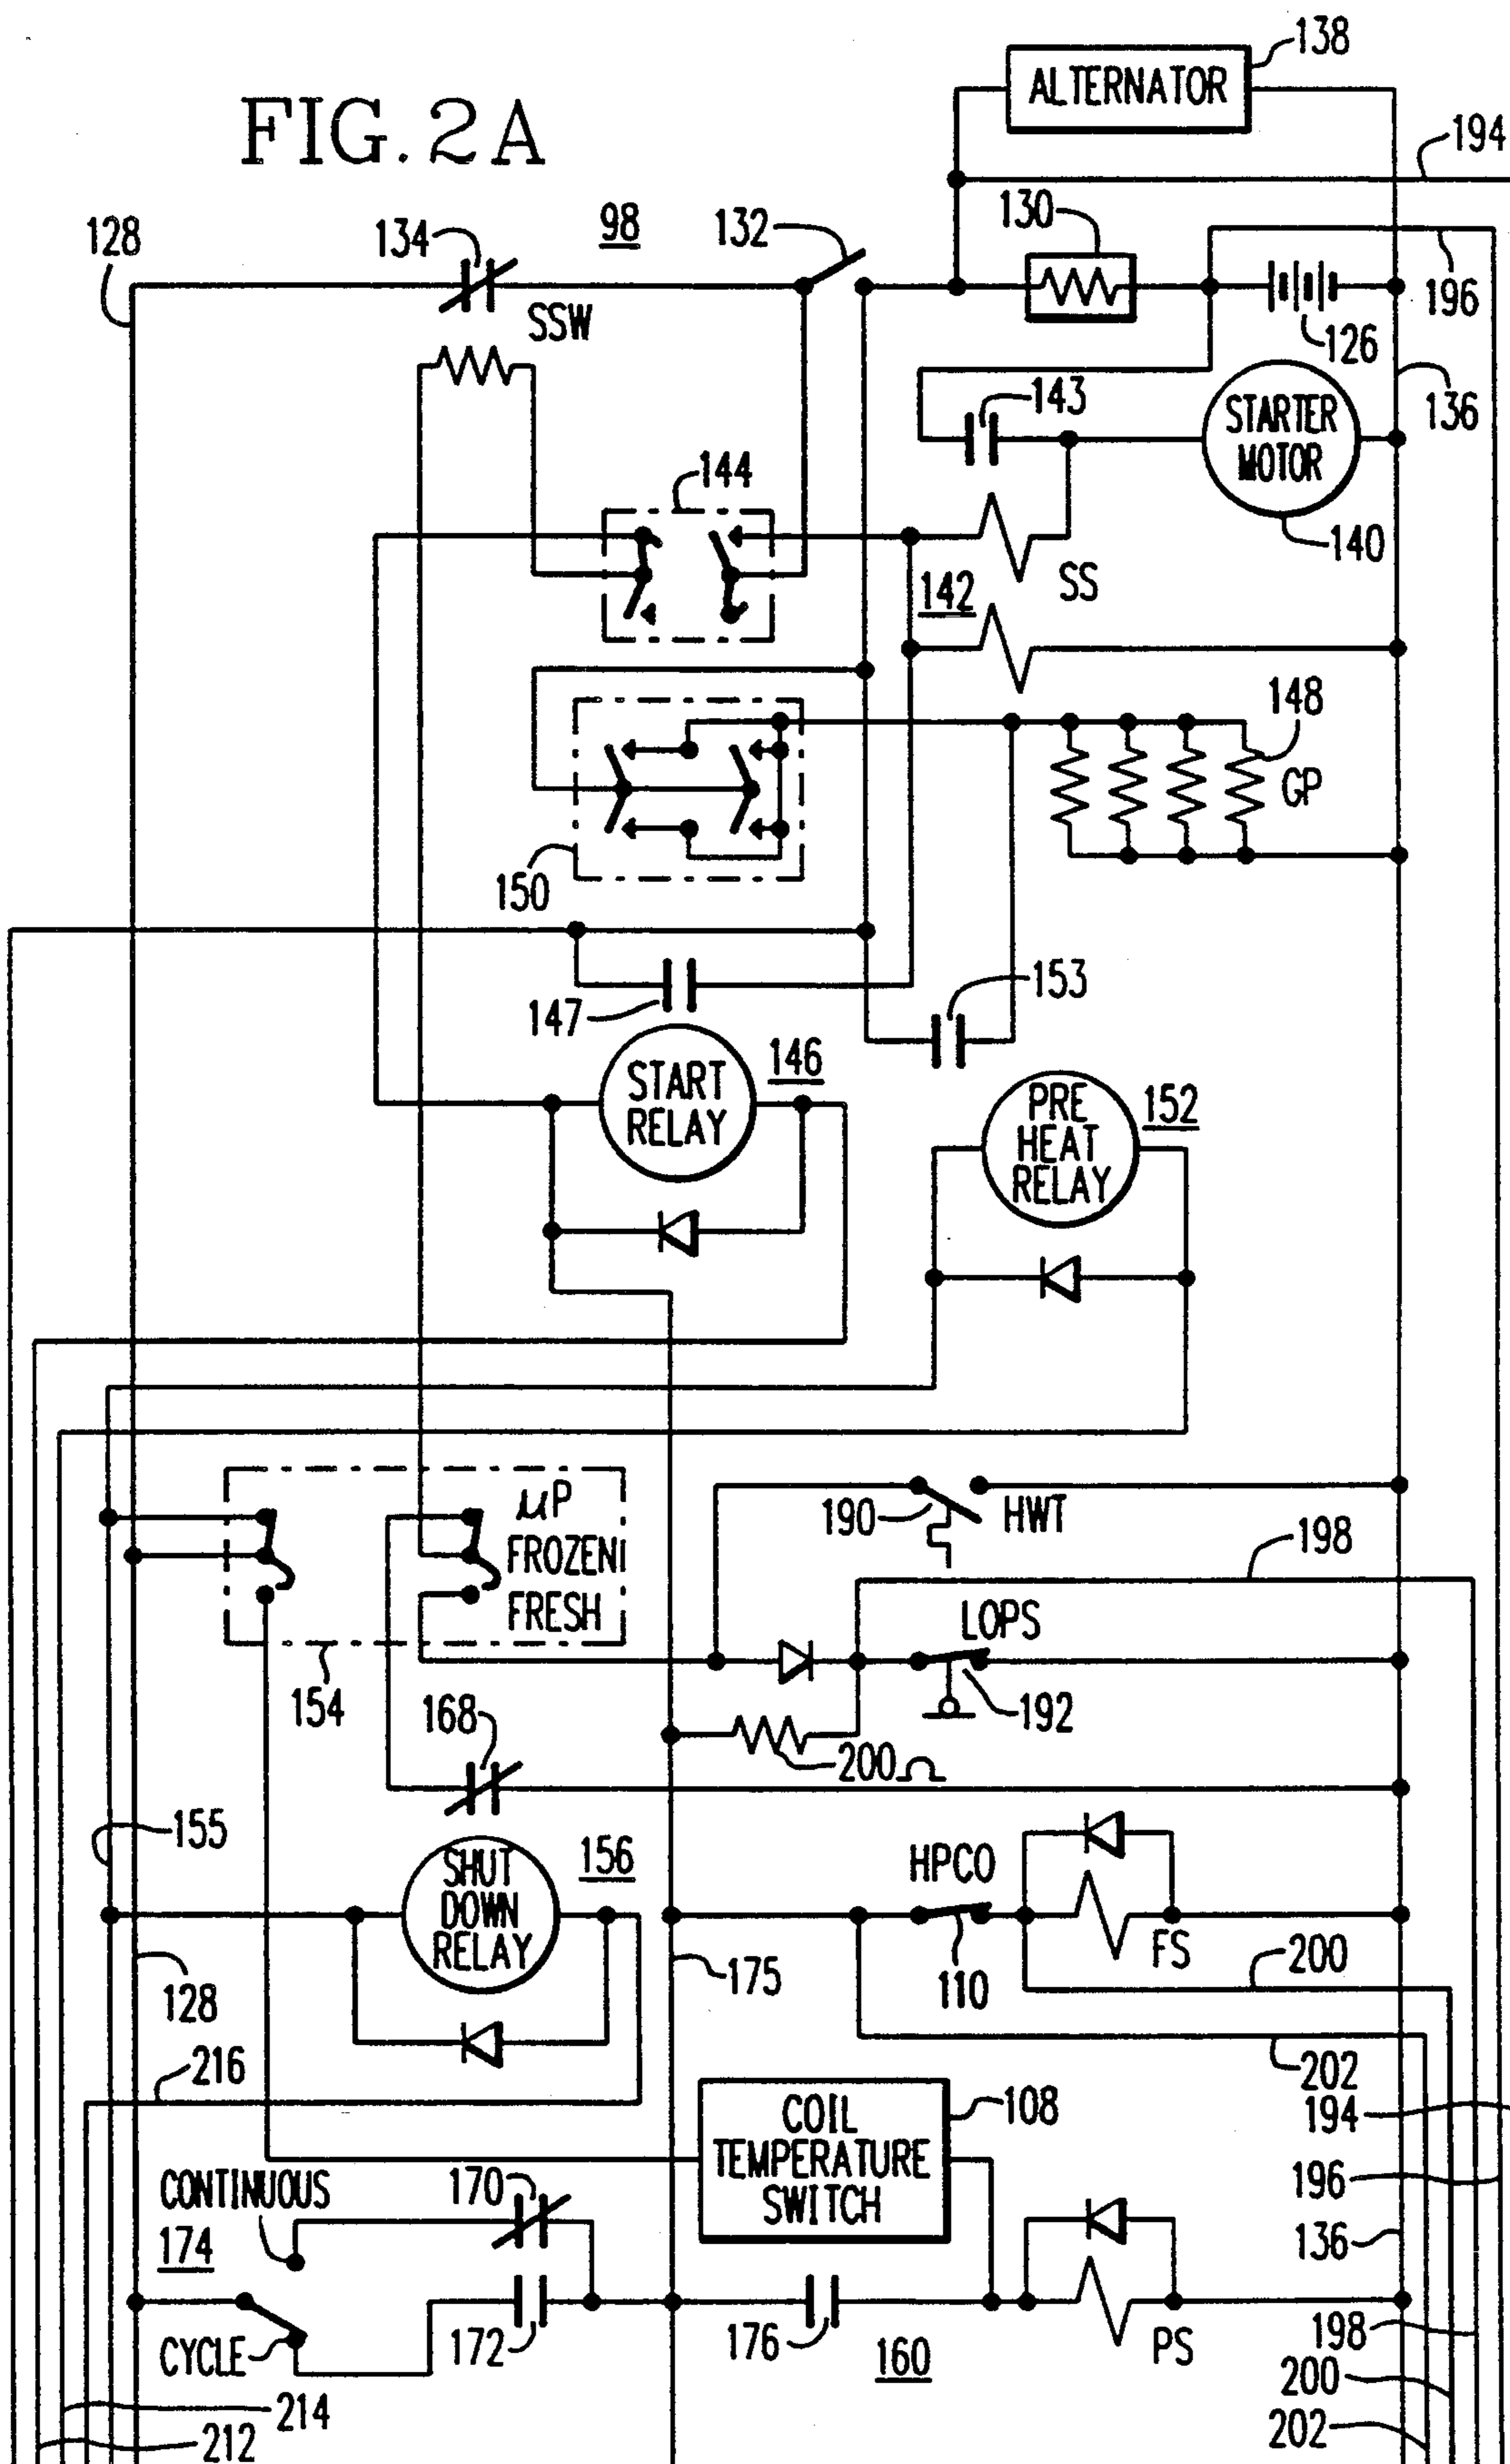 138
ALTERNATOR
FIG. 2A
194
128
134
98
132
130
SSW
196
126
143
STARTER
MOTOR
136
144
140
SS
142
148
GP
150
153
147
146
START
RELAY
PRE
HEAT
RELAY
152
µP
FROZEN
FRESH
190
HWT
198
LOPS
154
168
192
200Ω
155
SHUT
DOWN
RELAY
156
HPCO
FS
110
200
175
128
216
202
COIL
TEMPERATURE
SWITCH
108
194
CONTINUOUS
170
196
174
136
CYCLE
172
176
160
PS
198
200
214
212
202